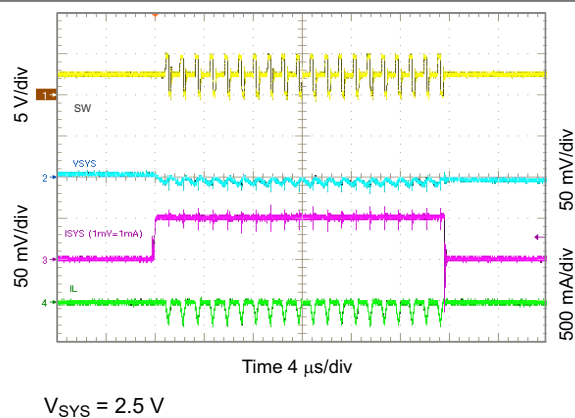 5 V/div
1
SW
VSYS
2
50 mV/div
50 mV/div
ISYS (1mV=1mA)
3
IL
4
500 mA/div
Time 4 μs/div
VSYS = 2.5 V